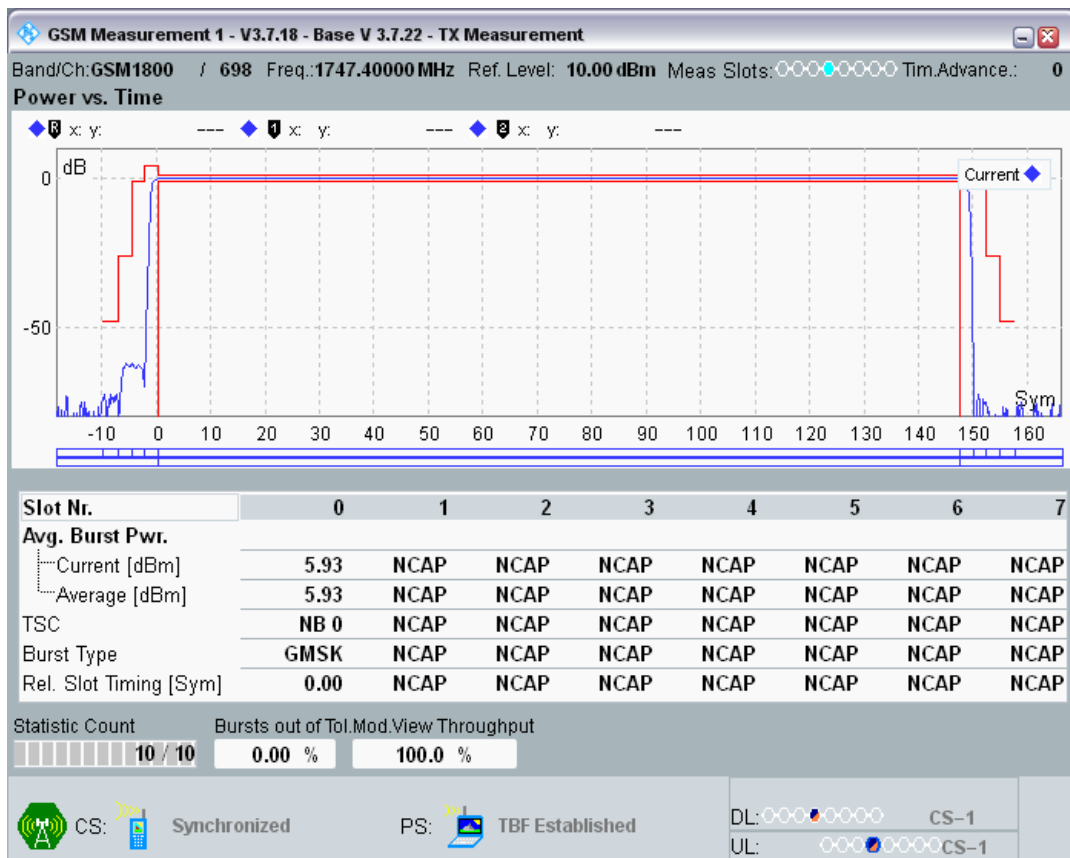 GSM Measurement 1 - V3.7.18 - Base V 3.7.22 - TX Measurement
Band/Ch:GSM1800 / 698 Freq.:1747.40000 MHz Ref. Level: 10.00 dBm Meas Slots: Tim.Advance.: 0
Power vs. Time
R x: y: --- 1 x: y: --- 2 x: y: ---
dB
Current
0
-50
Sym
-10 0 10 20 30 40 50 60 70 80 90 100 110 120 130 140 150 160
Slot Nr. 0 1 2 3 4 5 6 7
Avg. Burst Pwr.
Current [dBm] 5.93 NCAP NCAP NCAP NCAP NCAP NCAP NCAP
Average [dBm] 5.93 NCAP NCAP NCAP NCAP NCAP NCAP NCAP
TSC NB 0 NCAP NCAP NCAP NCAP NCAP NCAP NCAP
Burst Type GMSK NCAP NCAP NCAP NCAP NCAP NCAP NCAP
Rel. Slot Timing [Sym] 0.00 NCAP NCAP NCAP NCAP NCAP NCAP NCAP
Statistic Count Bursts out of Tol.Mod.View Throughput
10 / 10 0.00 % 100.0 %
CS: Synchronized PS: TBF Established
DL: CS-1
UL: CS-1